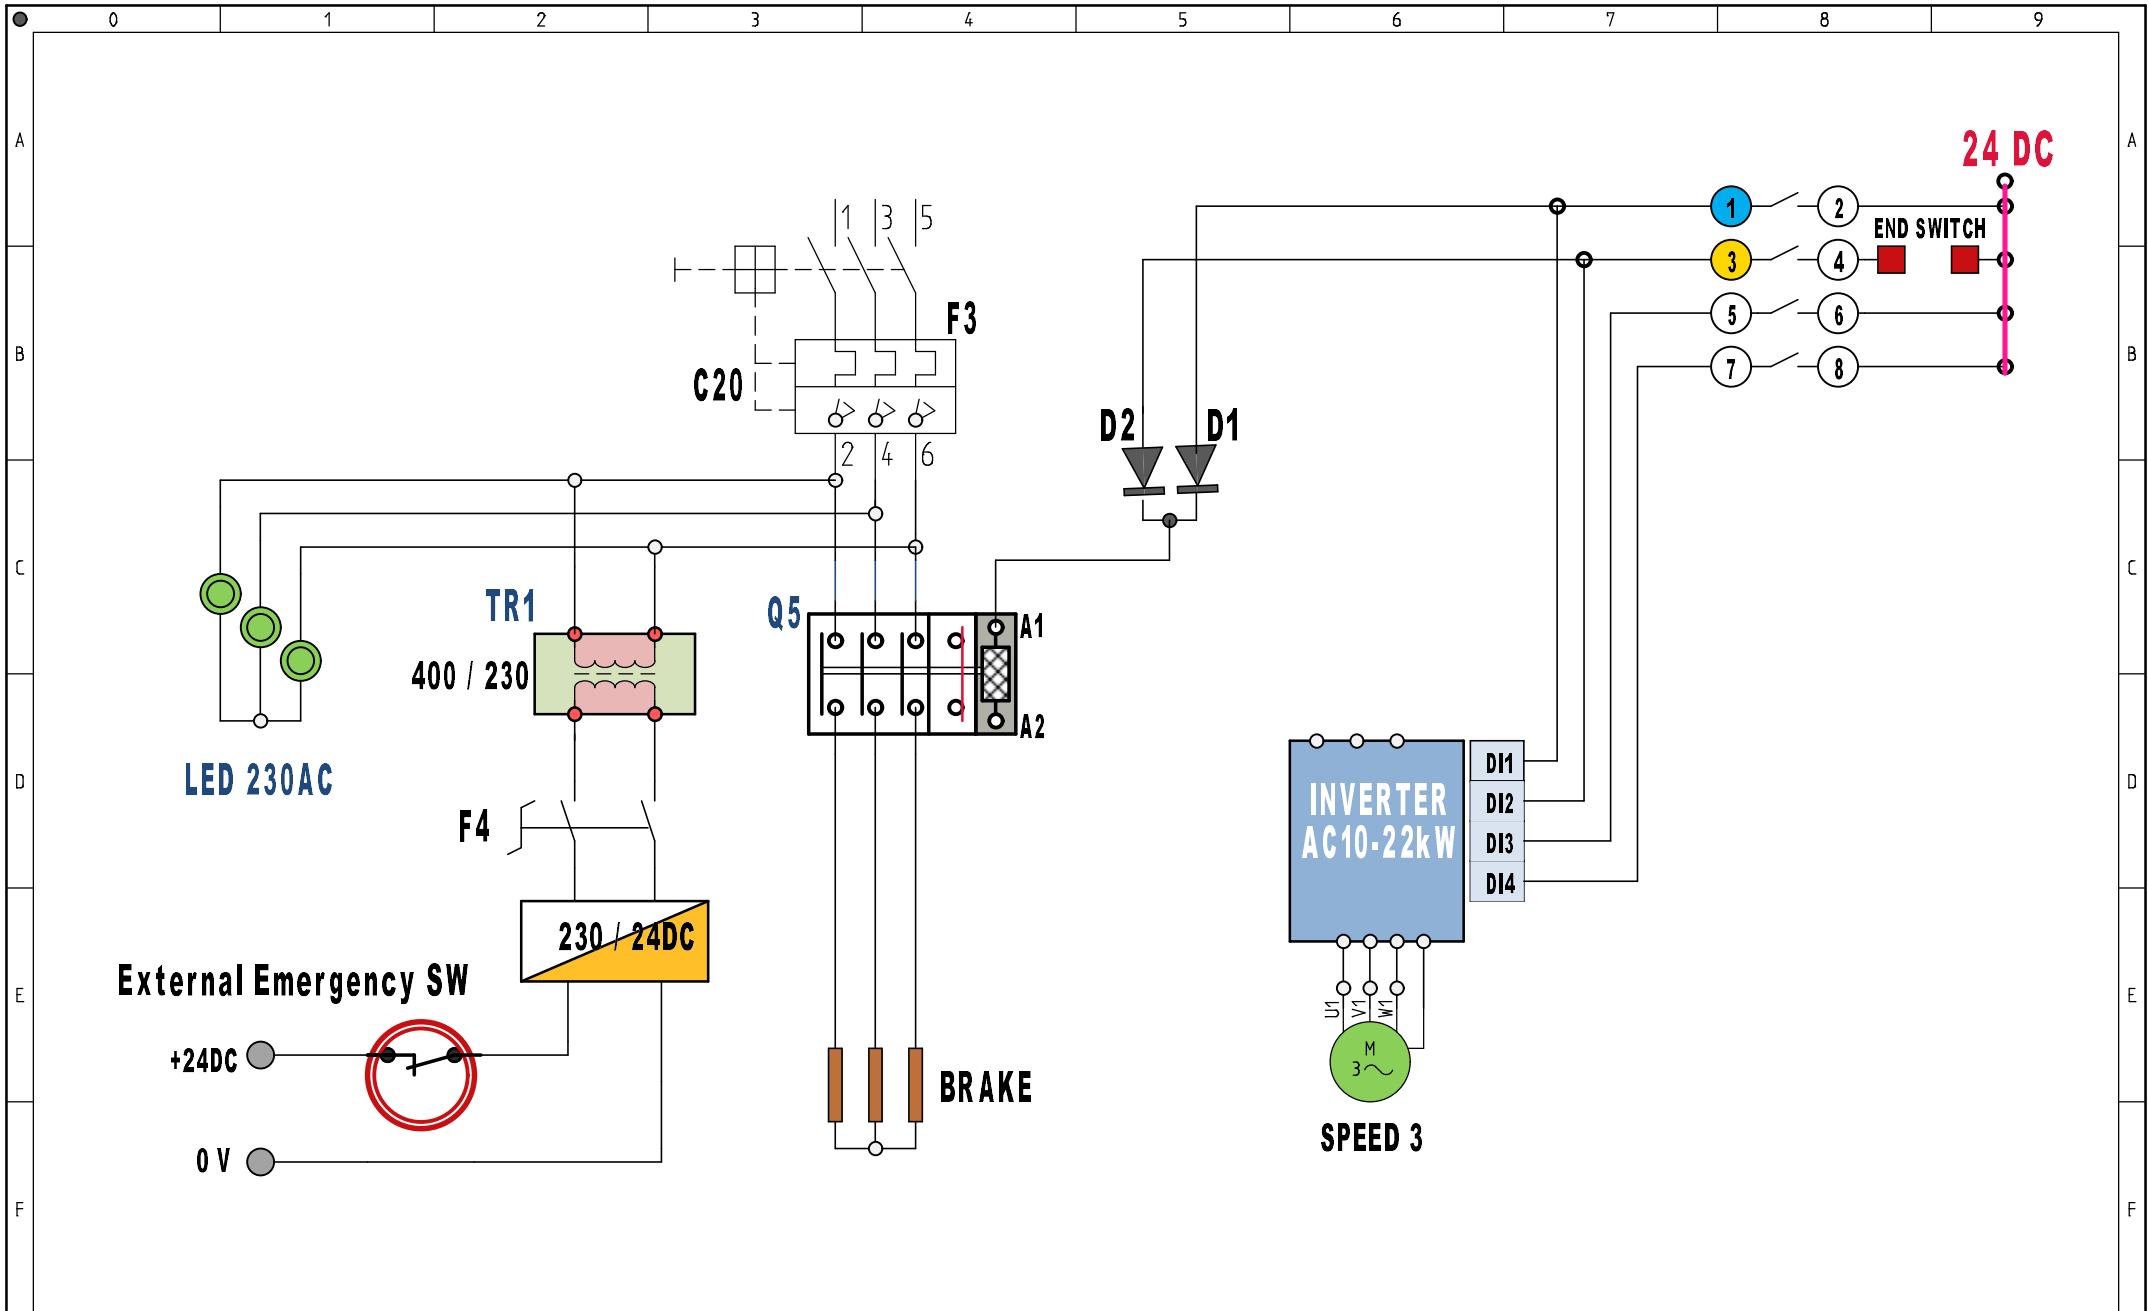 0 1 2 3 4 5 6 7 8 9
A A
24 DC
1 2
END SWITCH
3 4
5 6
7 8
1 3 5
F3
B B
C20
2 4 6
D2 D1
C C
TR1
Q5
A1
400 / 230
A2
LED 230AC
D D
F4
INVERTER
AC10-22kW
DI1
DI2
DI3
DI4
230 / 24DC
External Emergency SW
E E
U1 V1 W1
+24DC
M
3
BRAKE
SPEED 3
0 V
F F